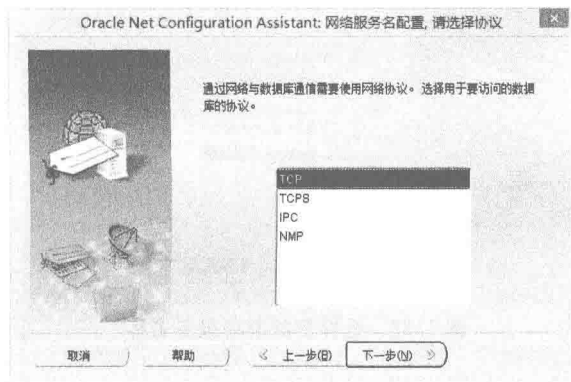 Oracle Net Configuration Assistant: 网络服务名配置, 请选择协议
通过网络与数据库通信需要使用网络协议。选择用于要访问的数据
库的协议。
TCP
TCPS
IPC
NMP
取消
帮助
上一步(B)
下一步(N)